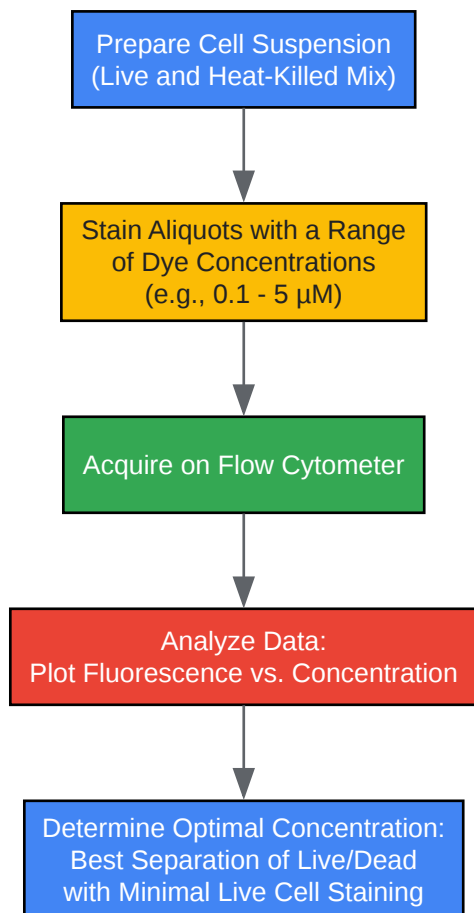 Prepare Cell Suspension
(Live and Heat-Killed Mix)
Stain Aliquots with a Range
of Dye Concentrations
(e.g., 0.1 - 5 µM)
Acquire on Flow Cytometer
Analyze Data:
Plot Fluorescence vs. Concentration
Determine Optimal Concentration:
Best Separation of Live/Dead
with Minimal Live Cell Staining